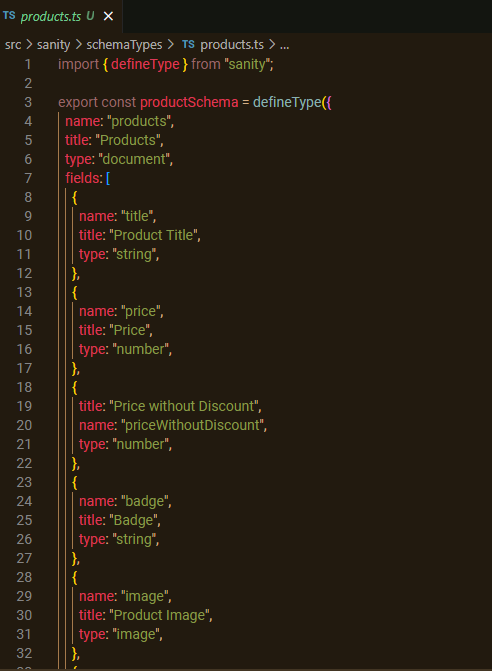 TS products.ts U ×
src > sanity > schemaTypes > TS products.ts > ...
1 import { defineType } from "sanity";
2
3 export const productSchema = defineType({
4 name: "products",
5 title: "Products",
6 type: "document",
7 fields: [
8 {
9 name: "title",
10 title: "Product Title",
11 type: "string",
12 },
13 {
14 name: "price",
15 title: "Price",
16 type: "number",
17 },
18 {
19 title: "Price without Discount",
20 name: "priceWithoutDiscount",
21 type: "number",
22 },
23 {
24 name: "badge",
25 title: "Badge",
26 type: "string",
27 },
28 {
29 name: "image",
30 title: "Product Image",
31 type: "image",
32 },